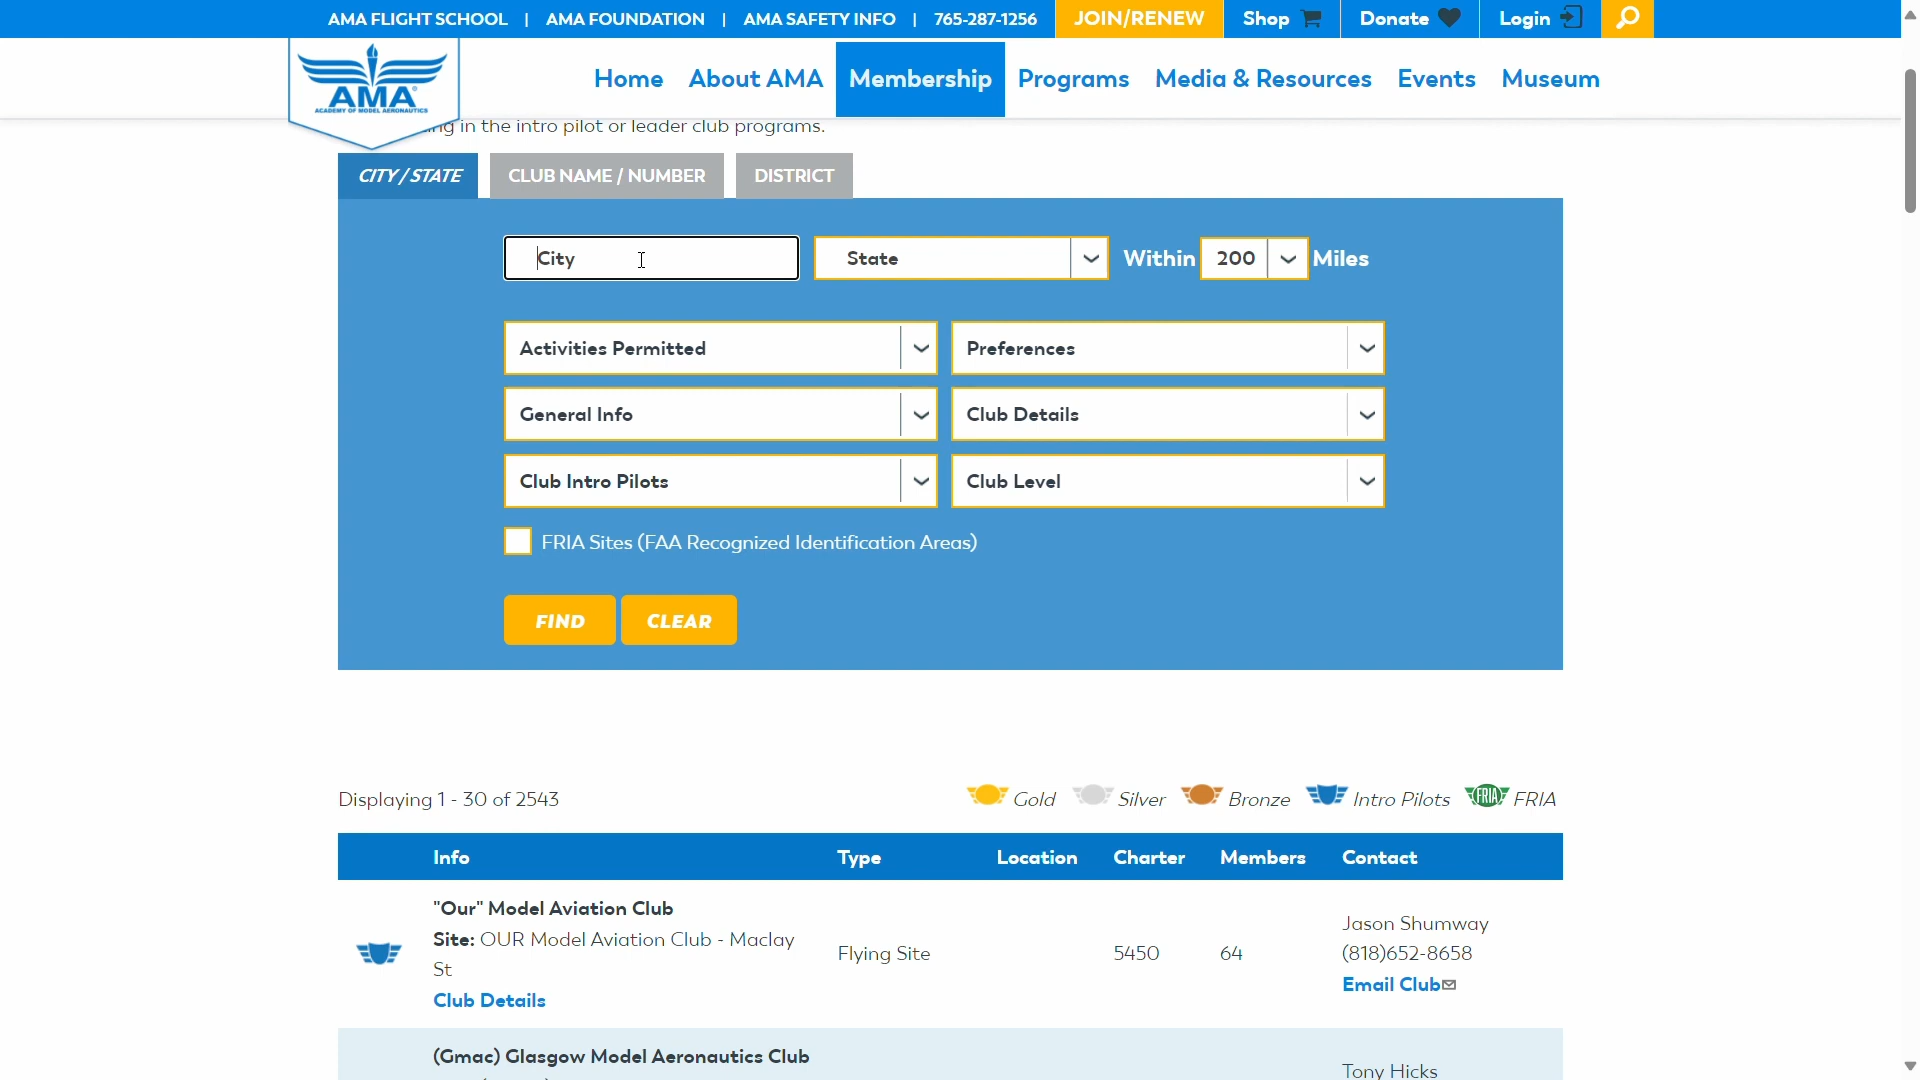 AMA FLIGHT SCHOOL | AMA FOUNDATION | AMA SAFETY INFO | 765-287-1256 JOIN/RENEW Shop Donate Login
AMA
ACADEMY OF MODEL AERONAUTICS
Home About AMA Membership Programs Media & Resources Events Museum
in the intro pilot or leader club programs.
CITY / STATE CLUB NAME / NUMBER DISTRICT
City State Within 200 Miles
Activities Permitted Preferences
General Info Club Details
Club Intro Pilots Club Level
FRIA Sites (FAA Recognized Identification Areas)
FIND CLEAR
Displaying 1 - 30 of 2543 Gold Silver Bronze Intro Pilots FRIA FRIA
Info Type Location Charter Members Contact
"Our" Model Aviation Club
Site: OUR Model Aviation Club - Maclay
St
Club Details
Flying Site 5450 64
Jason Shumway
(818)652-8658
Email Club
(Gmac) Glasgow Model Aeronautics Club
Tony Hicks